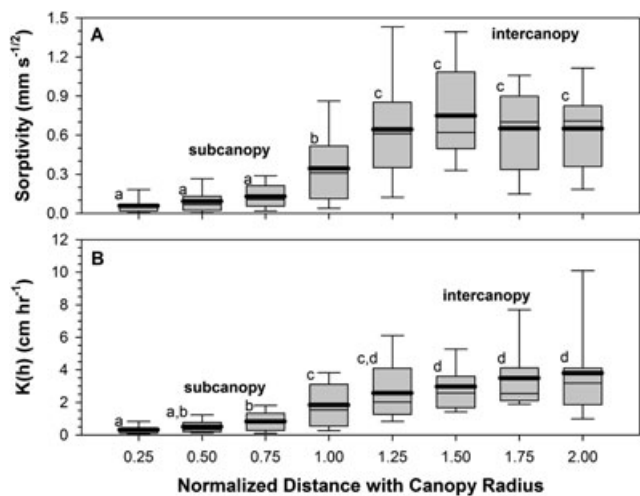 A
intercanopy
subcanopy
Sorptivity (mm s-1/2)
1.5
1.2
0.9
0.6
0.3
0.0
a
a
a
b
c
c
c
c
B
intercanopy
subcanopy
K(h) (cm hr-1)
12
10
8
6
4
2
0
a
a,b
b
c
c,d
d
d
d
0.25 0.50 0.75 1.00 1.25 1.50 1.75 2.00
Normalized Distance with Canopy Radius